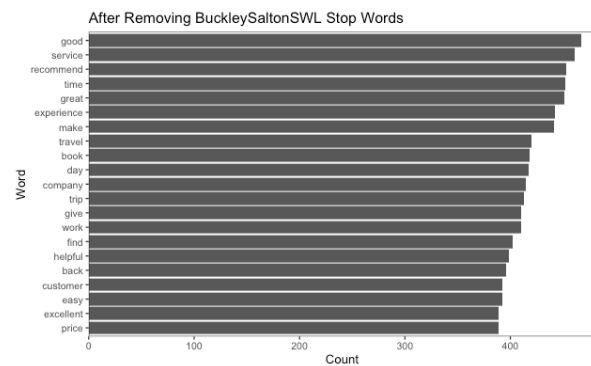 After Removing BuckleySaltonSWL Stop Words
good
service
recommend
time
great
experience
make
travel
book
day
company
trip
give
work
find
helpful
back
customer
easy
excellent
price
Word
0 100 200 300 400
Count